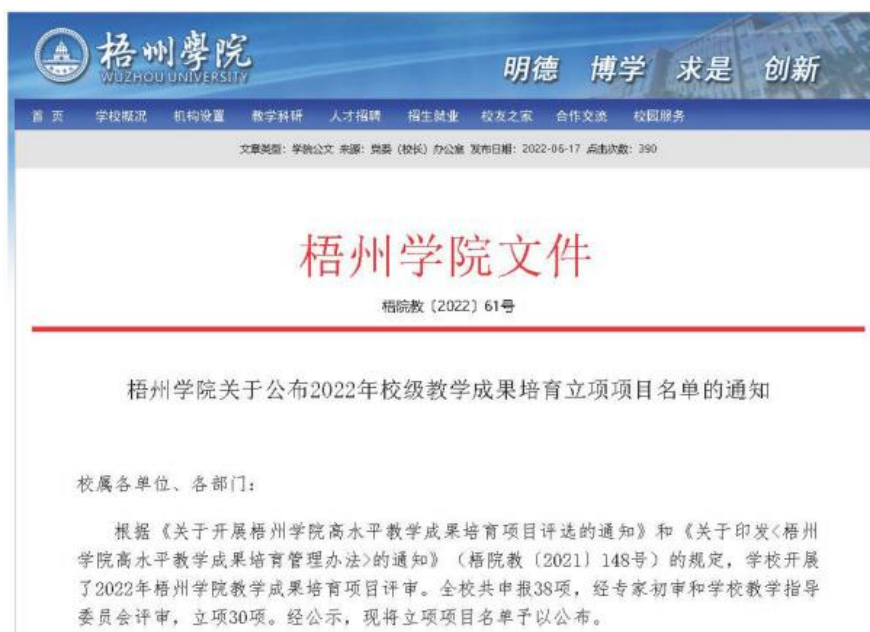 梧州學院
WUZHOU UNIVERSITY
明德 博学 求是 创新
首页 学校概况 机构设置 教学科研 人才招聘 招生就业 校友之家 合作交流 校园服务
文章类型：学院公文 来源：党委（校长）办公室 发布日期：2022-06-17 点击次数：390
梧州学院文件
梧院教〔2022〕61号
梧州学院关于公布2022年校级教学成果培育立项项目名单的通知
校属各单位、各部门：
根据《关于开展梧州学院高水平教学成果培育项目评选的通知》和《关于印发<梧州
学院高水平教学成果培育管理办法>的通知》（梧院教〔2021〕148号）的规定，学校开展
了2022年梧州学院教学成果培育项目评审。全校共申报38项，经专家初审和学校教学指导
委员会评审，立项30项。经公示，现将立项项目名单予以公布。